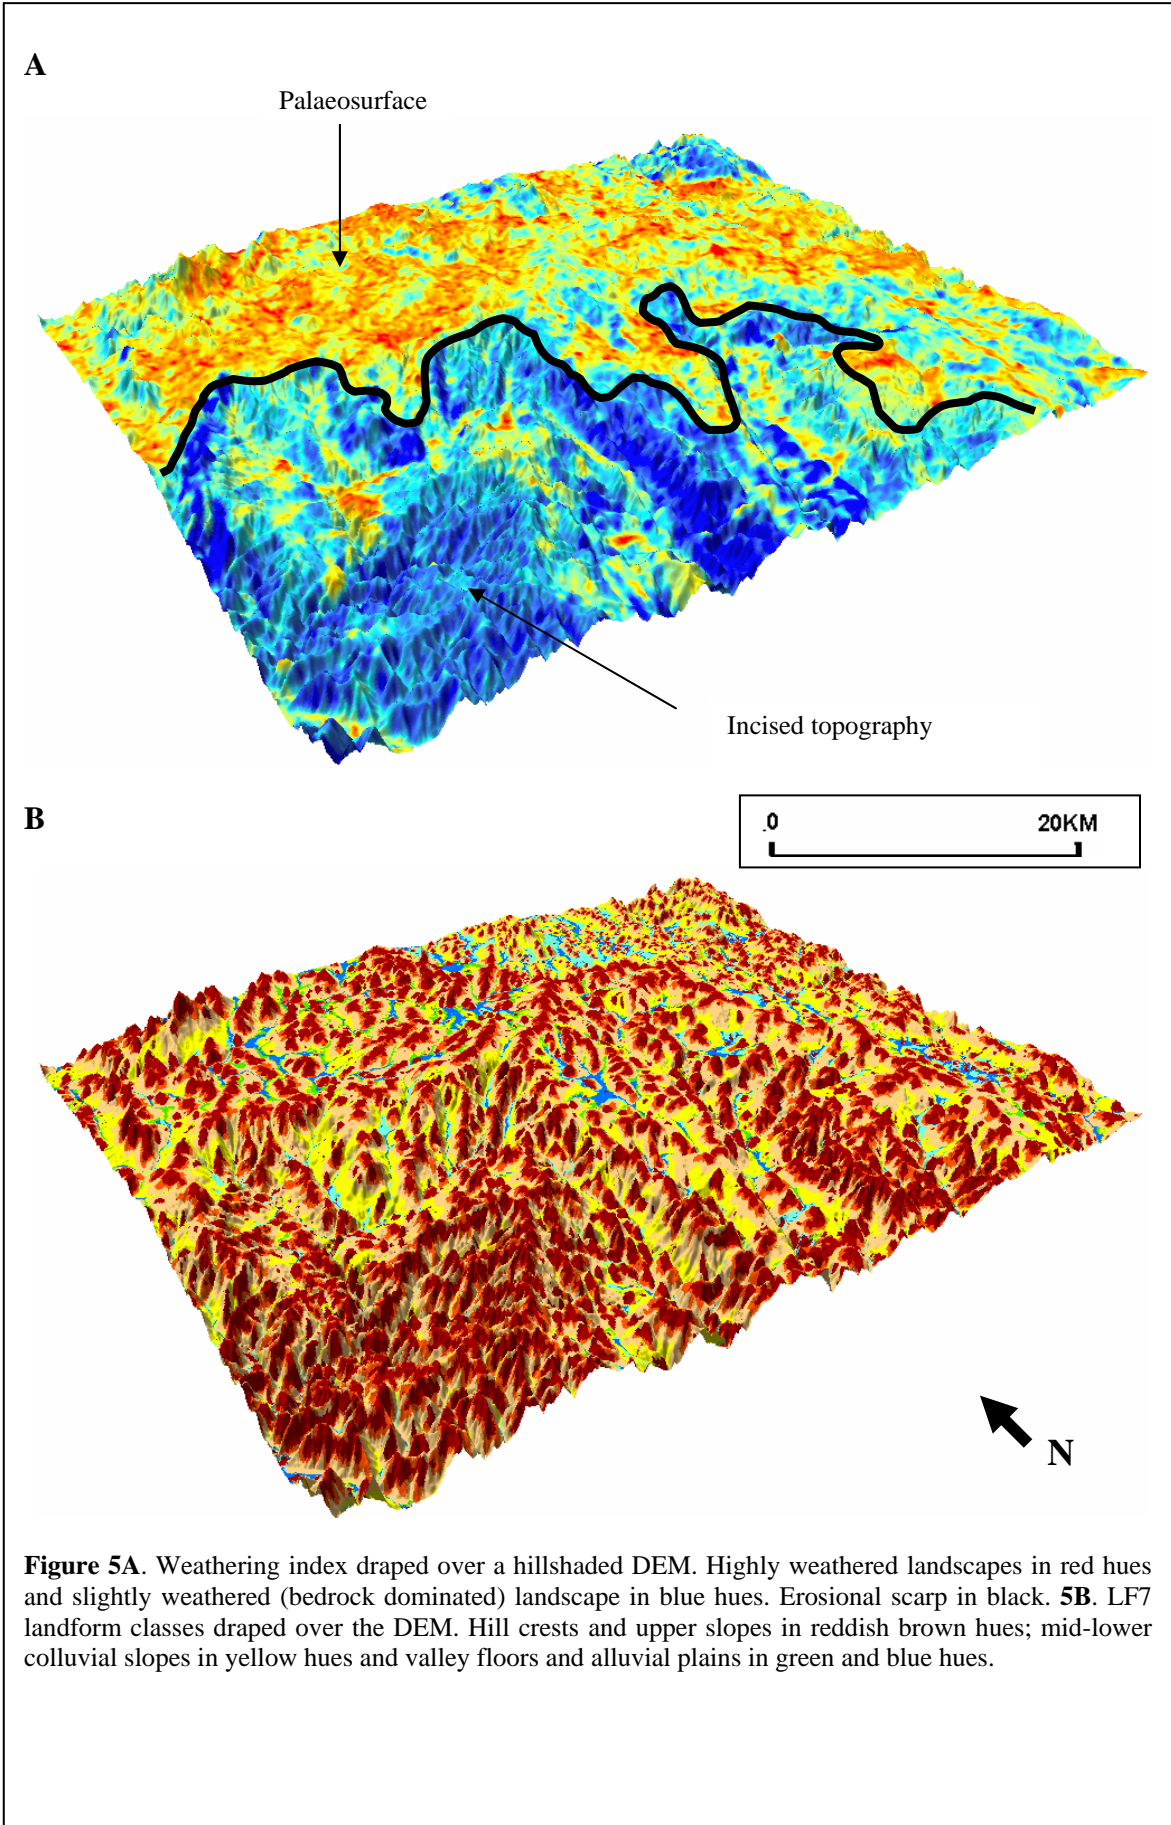 A
Palaeosurface
Incised topography
B
.0 20KM
N
Figure 5A. Weathering index draped over a hillshaded DEM. Highly weathered landscapes in red hues
and slightly weathered (bedrock dominated) landscape in blue hues. Erosional scarp in black. 5B. LF7
landform classes draped over the DEM. Hill crests and upper slopes in reddish brown hues; mid-lower
colluvial slopes in yellow hues and valley floors and alluvial plains in green and blue hues.